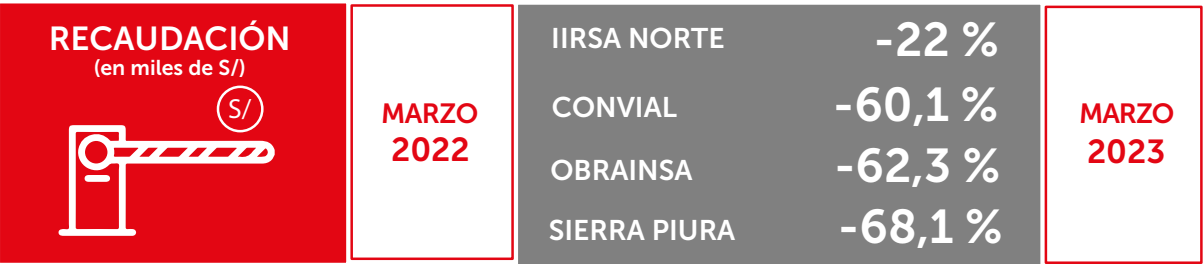 RECAUDACIÓN
(en miles de S/)
S/
MARZO
2022
IIRSA NORTE -22 %
CONVIAL -60,1 %
OBRAINSA -62,3 %
SIERRA PIURA -68,1 %
MARZO
2023